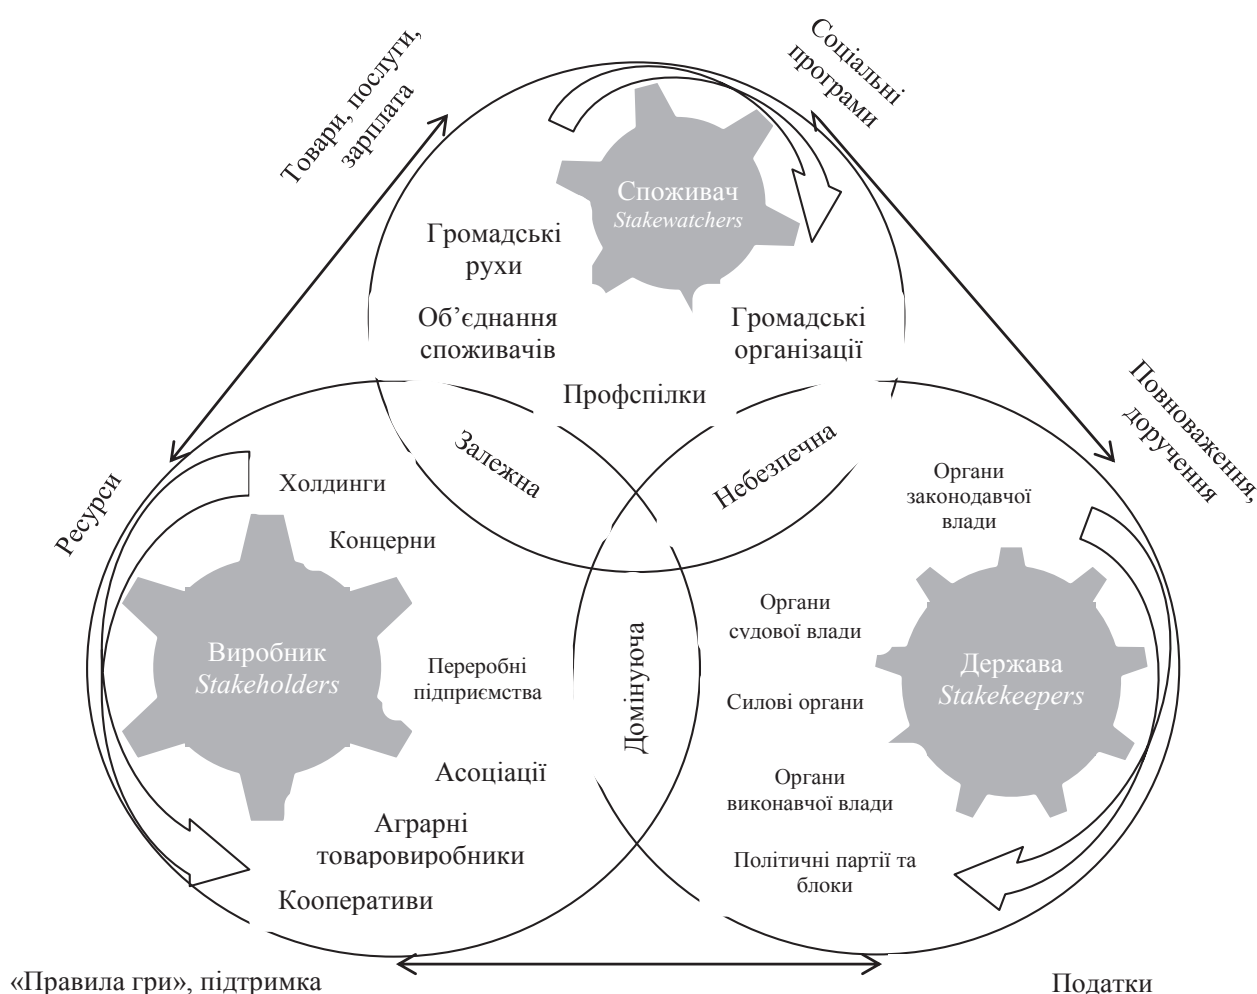 Товари, послуги,
зарплата
Соціальні
програми
Споживач
Stakewatchers
Громадські
рухи
Об’єднання
споживачів
Громадські
організації
Профспілки
Повноваження,
доручення
Ресурси
Залежна
Небезпечна
Холдинги
Концерни
Органи
законодавчої
влади
Органи
судової влади
Виробник
Stakeholders
Переробні
підприємства
Домінуюча
Силові органи
Держава
Stakekeepers
Асоціації
Органи
виконавчої влади
Аграрні
товаровиробники
Політичні партії та
блоки
Кооперативи
«Правила гри», підтримка
Податки